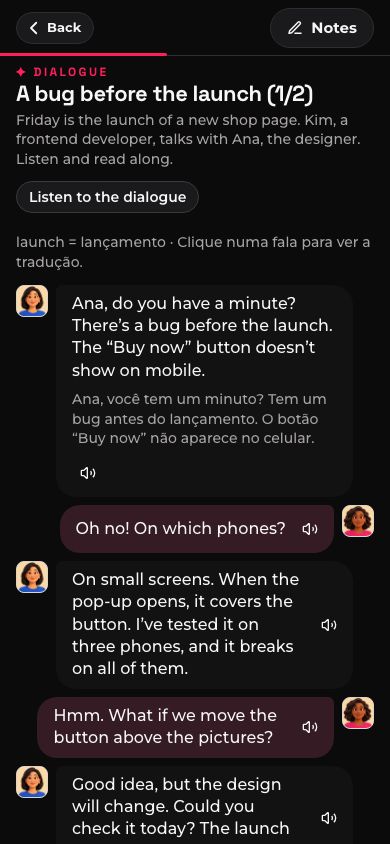 Back
Notes
DIALOGUE
A bug before the launch (1/2)
Friday is the launch of a new shop page. Kim, a
frontend developer, talks with Ana, the designer.
Listen and read along.
Listen to the dialogue
launch = lançamento · Clique numa fala para ver a
tradução.
Ana, do you have a minute?
There’s a bug before the launch.
The “Buy now” button doesn’t
show on mobile.
Ana, você tem um minuto? Tem um
bug antes do lançamento. O botão
“Buy now” não aparece no celular.
Oh no! On which phones?
On small screens. When the
pop-up opens, it covers the
button. I’ve tested it on
three phones, and it breaks
on all of them.
Hmm. What if we move the
button above the pictures?
Good idea, but the design
will change. Could you
check it today? The launch